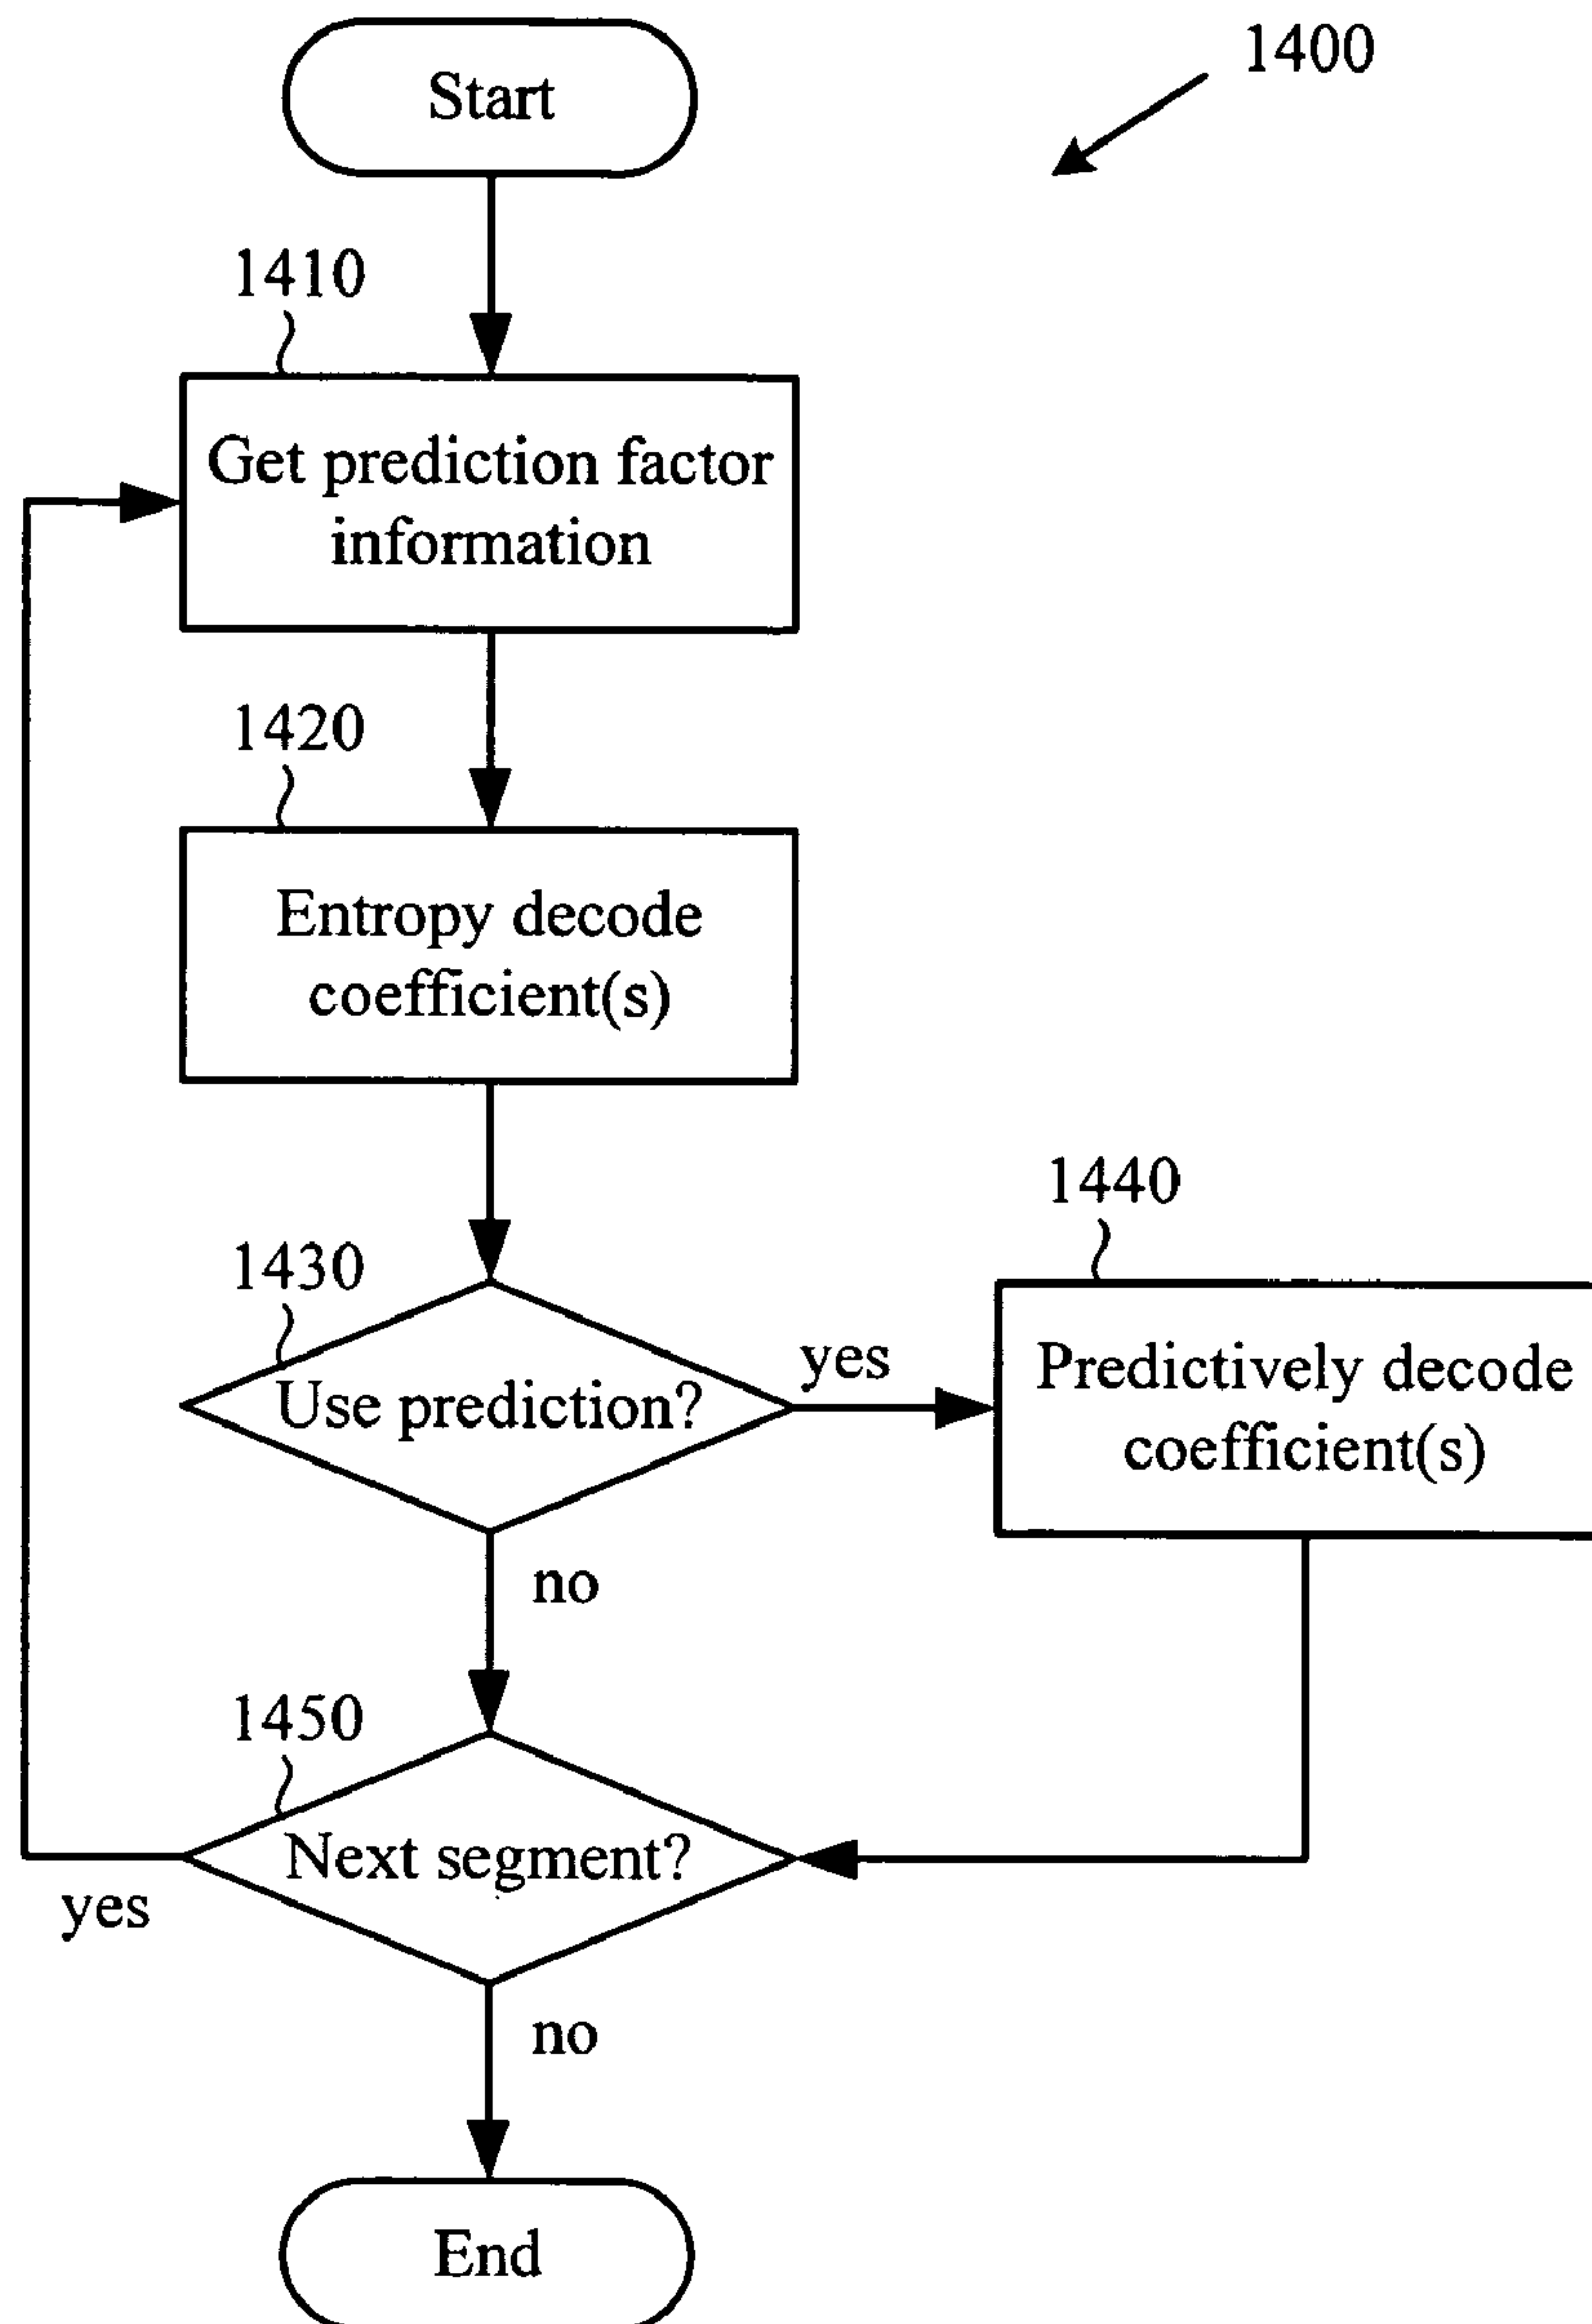 Start
1400
1410
Get prediction factor
information
1420
Entropy decode
coefficient(s)
1430
Use prediction?
yes
1440
Predictively decode
coefficient(s)
no
1450
Next segment?
yes
no
End